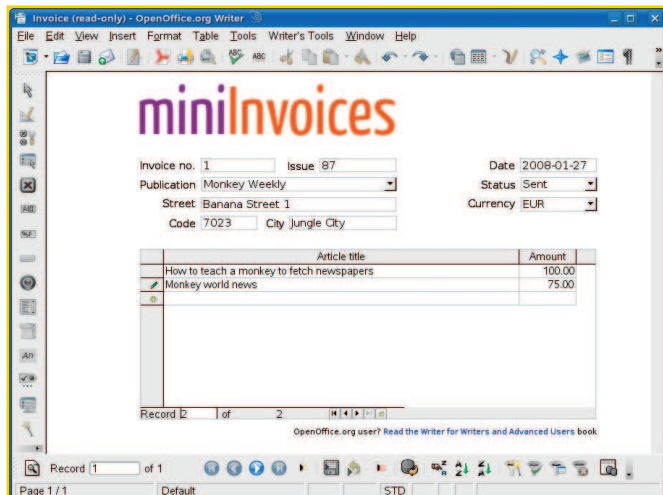 Invoice (read-only) - OpenOffice.org Writer
File Edit View Insert Format Table Tools Writer's Tools Window Help
ABC ABC
miniInvoices
Invoice no. 1 Issue 87 Date 2008-01-27
Publication Monkey Weekly Status Sent
Street Banana Street 1 Currency EUR
Code 7023 City Jungle City
Article title Amount
How to teach a monkey to fetch newspapers 100.00
Monkey world news 75.00
Record 2 of 2
OpenOffice.org user? Read the Writer for Writers and Advanced Users book
Record 1 of 1
Page 1 / 1 Default STD